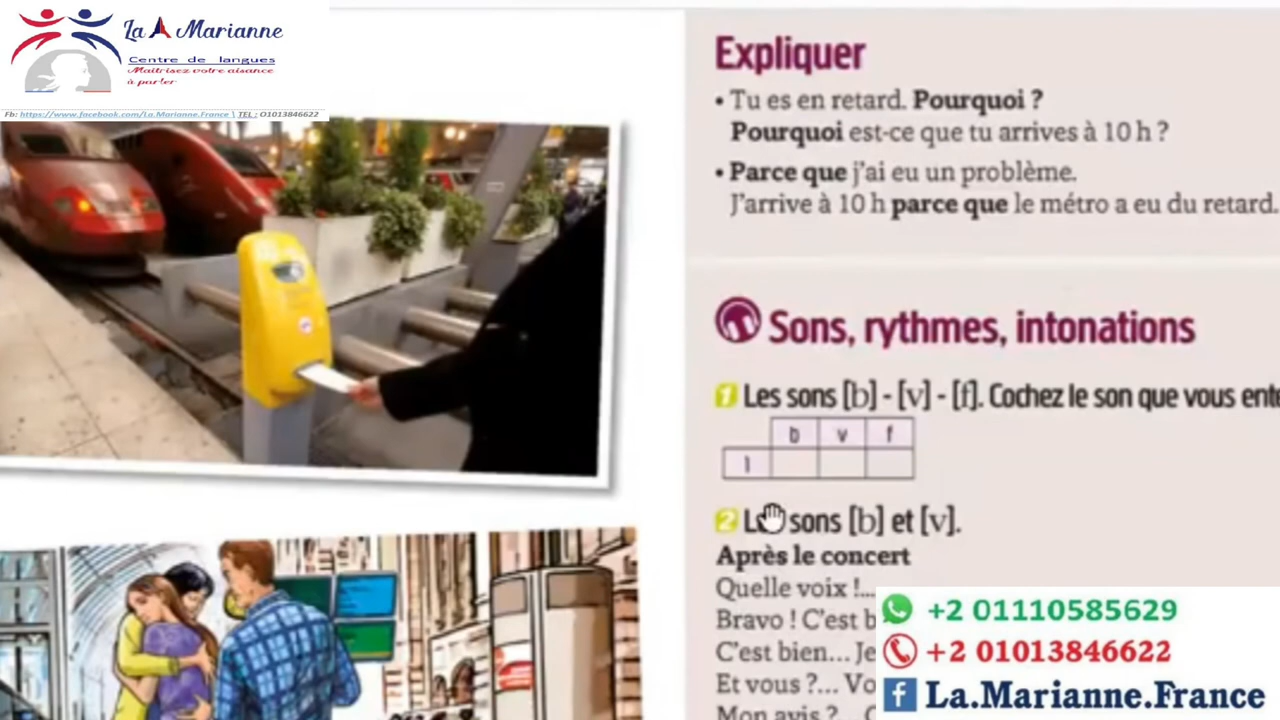 La Marianne
Centre de langues
Maîtrisez votre aisance
à parler
Fb: https://www.facebook.com/La.Marianne.France \ TEL : 01013846622
Expliquer
• Tu es en retard. Pourquoi ?
Pourquoi est-ce que tu arrives à 10 h ?
• Parce que j'ai eu un problème.
J'arrive à 10 h parce que le métro a eu du retard.
Sons, rythmes, intonations
1 Les sons [b] - [v] - [f]. Cochez le son que vous ente
b v f
1
2 L sons [b] et [v].
Après le concert
Quelle voix !...
Bravo ! C'est b
C'est bien... Je
Et vous ?... Vo
Mon avis ?...
+2 01110585629
+2 01013846622
La.Marianne.France